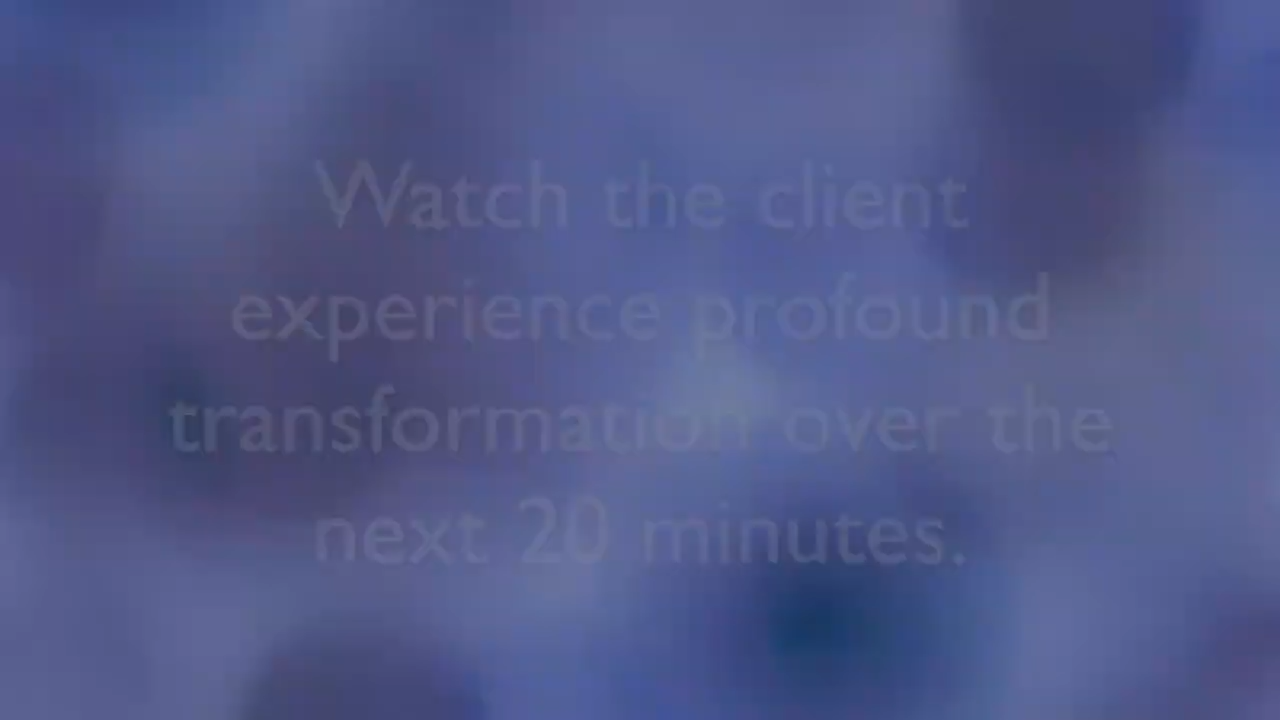 Watch the client
experience profound
transformation over the
next 20 minutes.